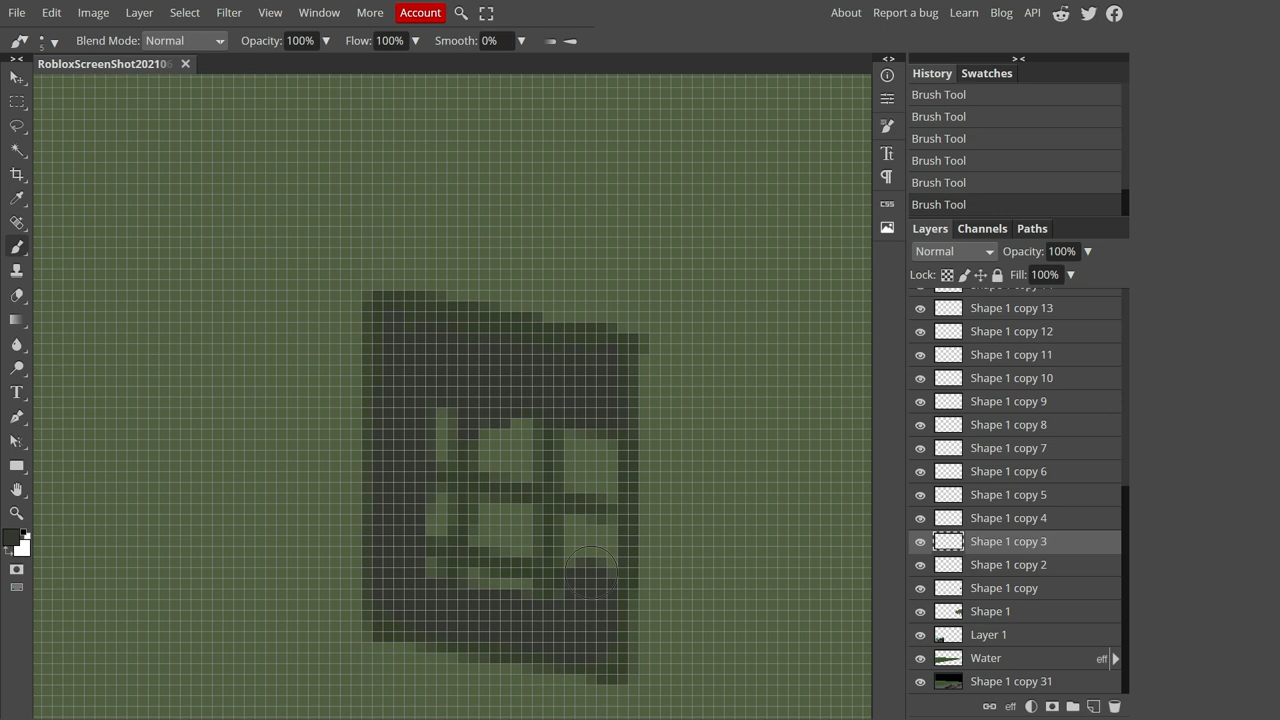 File Edit Image Layer Select Filter View Window More Account About Report a bug Learn Blog API
5 Blend Mode: Normal Opacity: 100% Flow: 100% Smooth: 0%
RobloxScreenShot202106
History Swatches
Brush Tool
Brush Tool
Brush Tool
Brush Tool
Brush Tool
Brush Tool
Layers Channels Paths
Normal Opacity: 100%
Lock: Fill: 100%
Shape 1 copy 13
Shape 1 copy 12
Shape 1 copy 11
Shape 1 copy 10
Shape 1 copy 9
Shape 1 copy 8
Shape 1 copy 7
Shape 1 copy 6
Shape 1 copy 5
Shape 1 copy 4
Shape 1 copy 3
Shape 1 copy 2
Shape 1 copy
Shape 1
Layer 1
Water eff
Shape 1 copy 31
eff
CSS